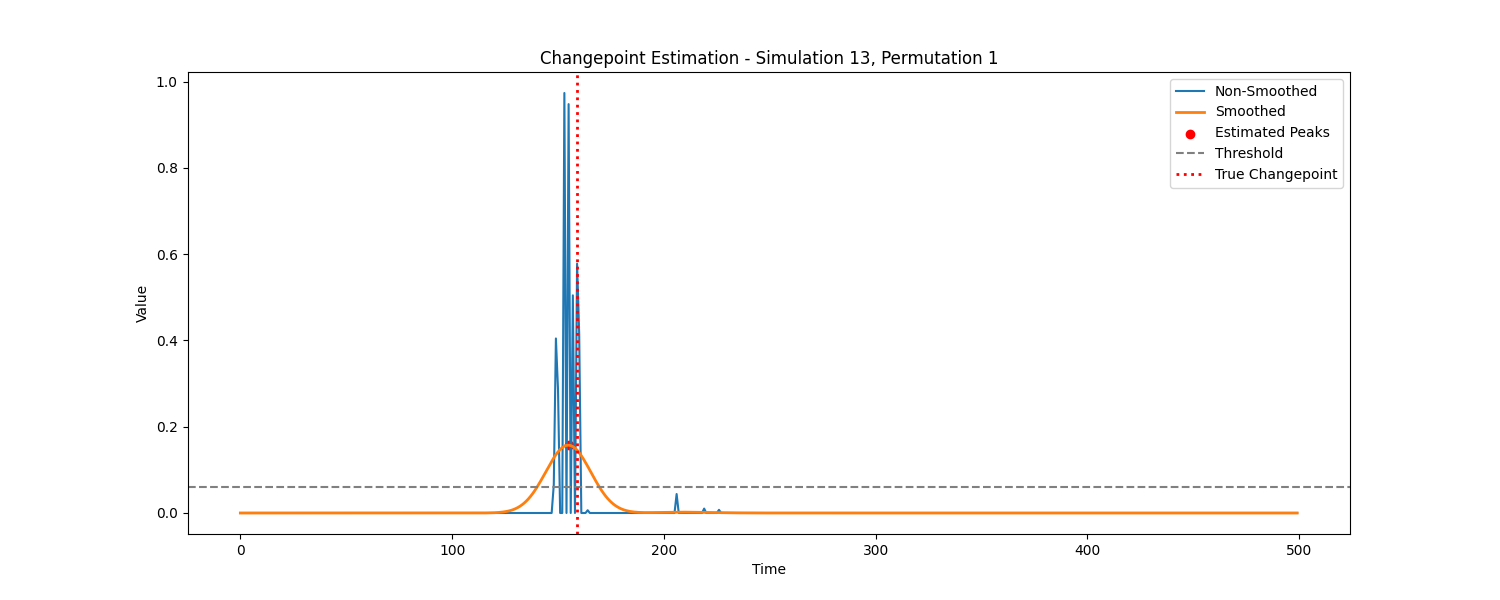 Changepoint Estimation - Simulation 13, Permutation 1
1.0
0.8
0.6
0.4
0.2
0.0
Value
0 100 200 300 400 500
Time
Non-Smoothed
Smoothed
Estimated Peaks
Threshold
True Changepoint